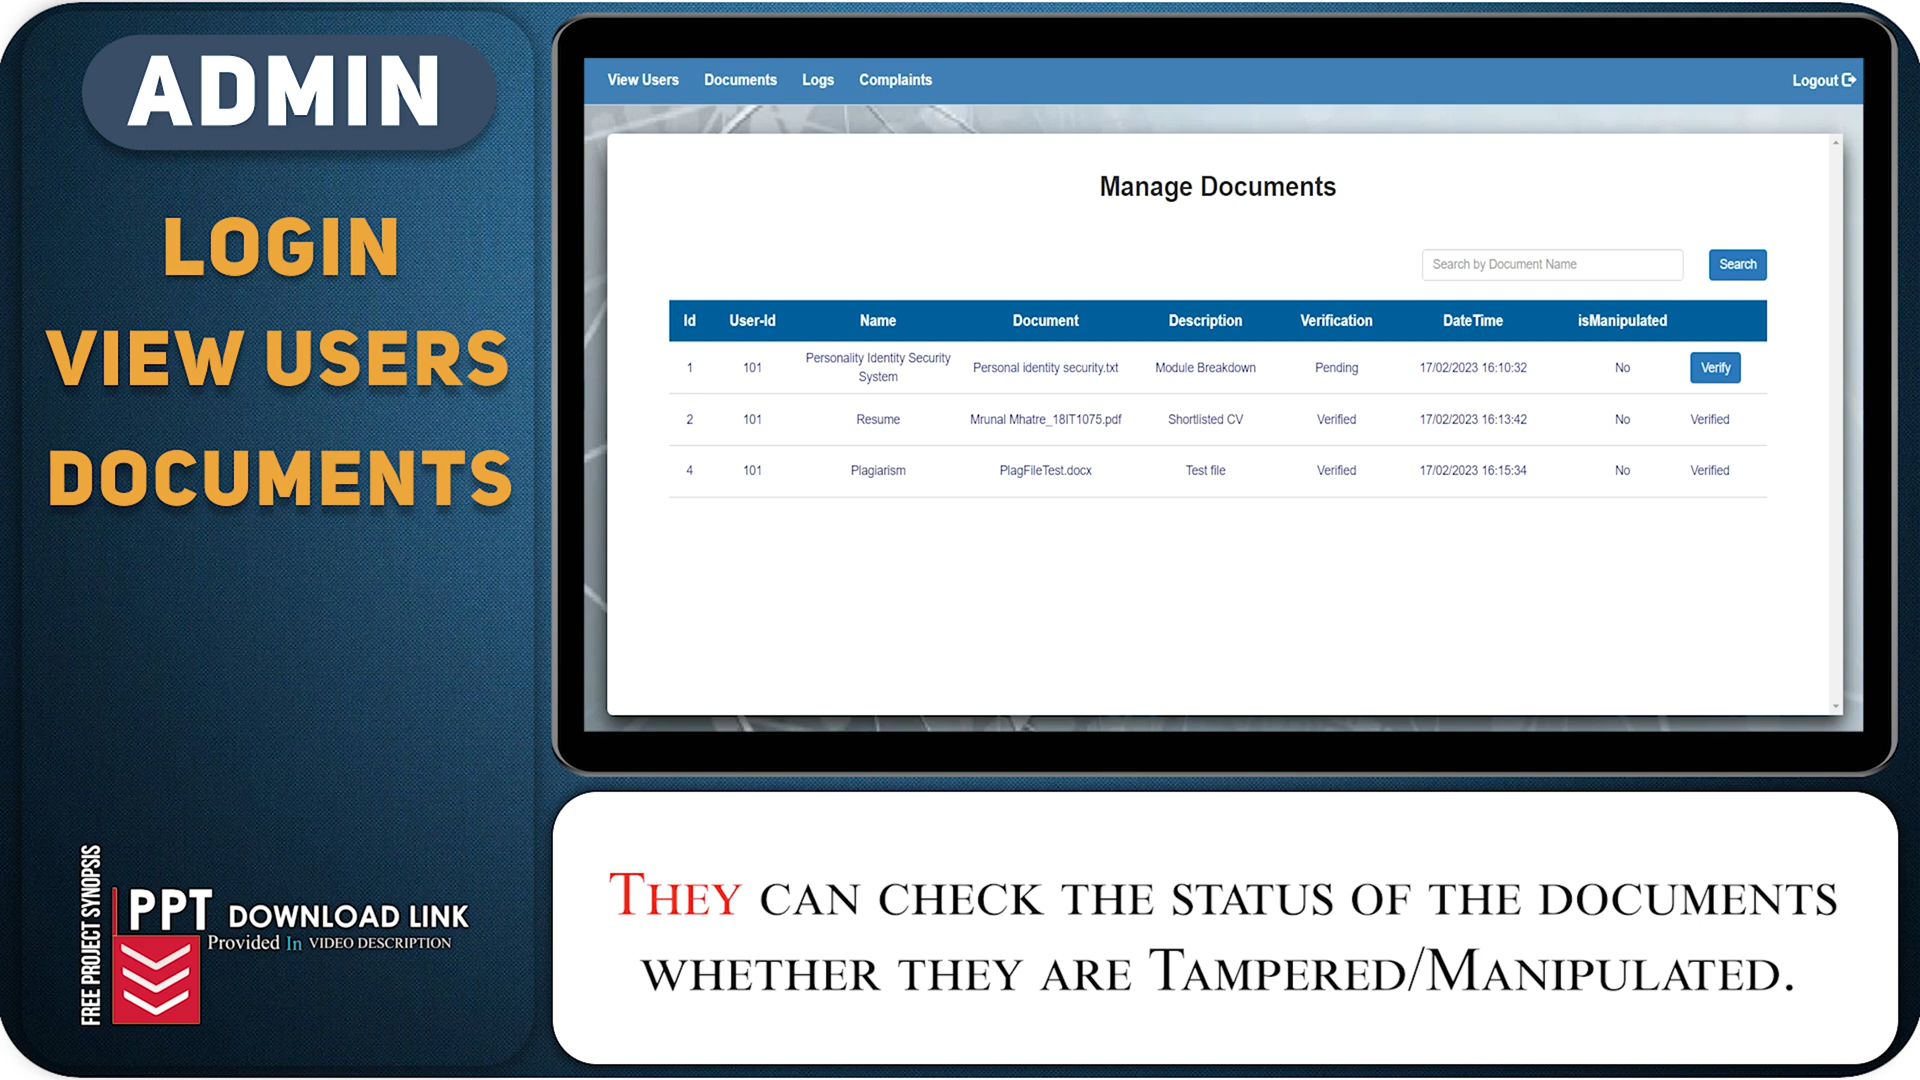 ADMIN
LOGIN
VIEW USERS
DOCUMENTS
FREE PROJECT SYNOPSIS
PPT DOWNLOAD LINK
Provided In VIDEO DESCRIPTION
View Users Documents Logs Complaints Logout
Manage Documents
Search by Document Name Search
Id User-Id Name Document Description Verification DateTime isManipulated
1 101 Personality Identity Security System Personal identity security.txt Module Breakdown Pending 17/02/2023 16:10:32 No Verify
2 101 Resume Mrunal Mhatre_18IT1075.pdf Shortlisted CV Verified 17/02/2023 16:13:42 No Verified
4 101 Plagiarism PlagFileTest.docx Test file Verified 17/02/2023 16:15:34 No Verified
They can check the status of the documents
whether they are Tampered/Manipulated.